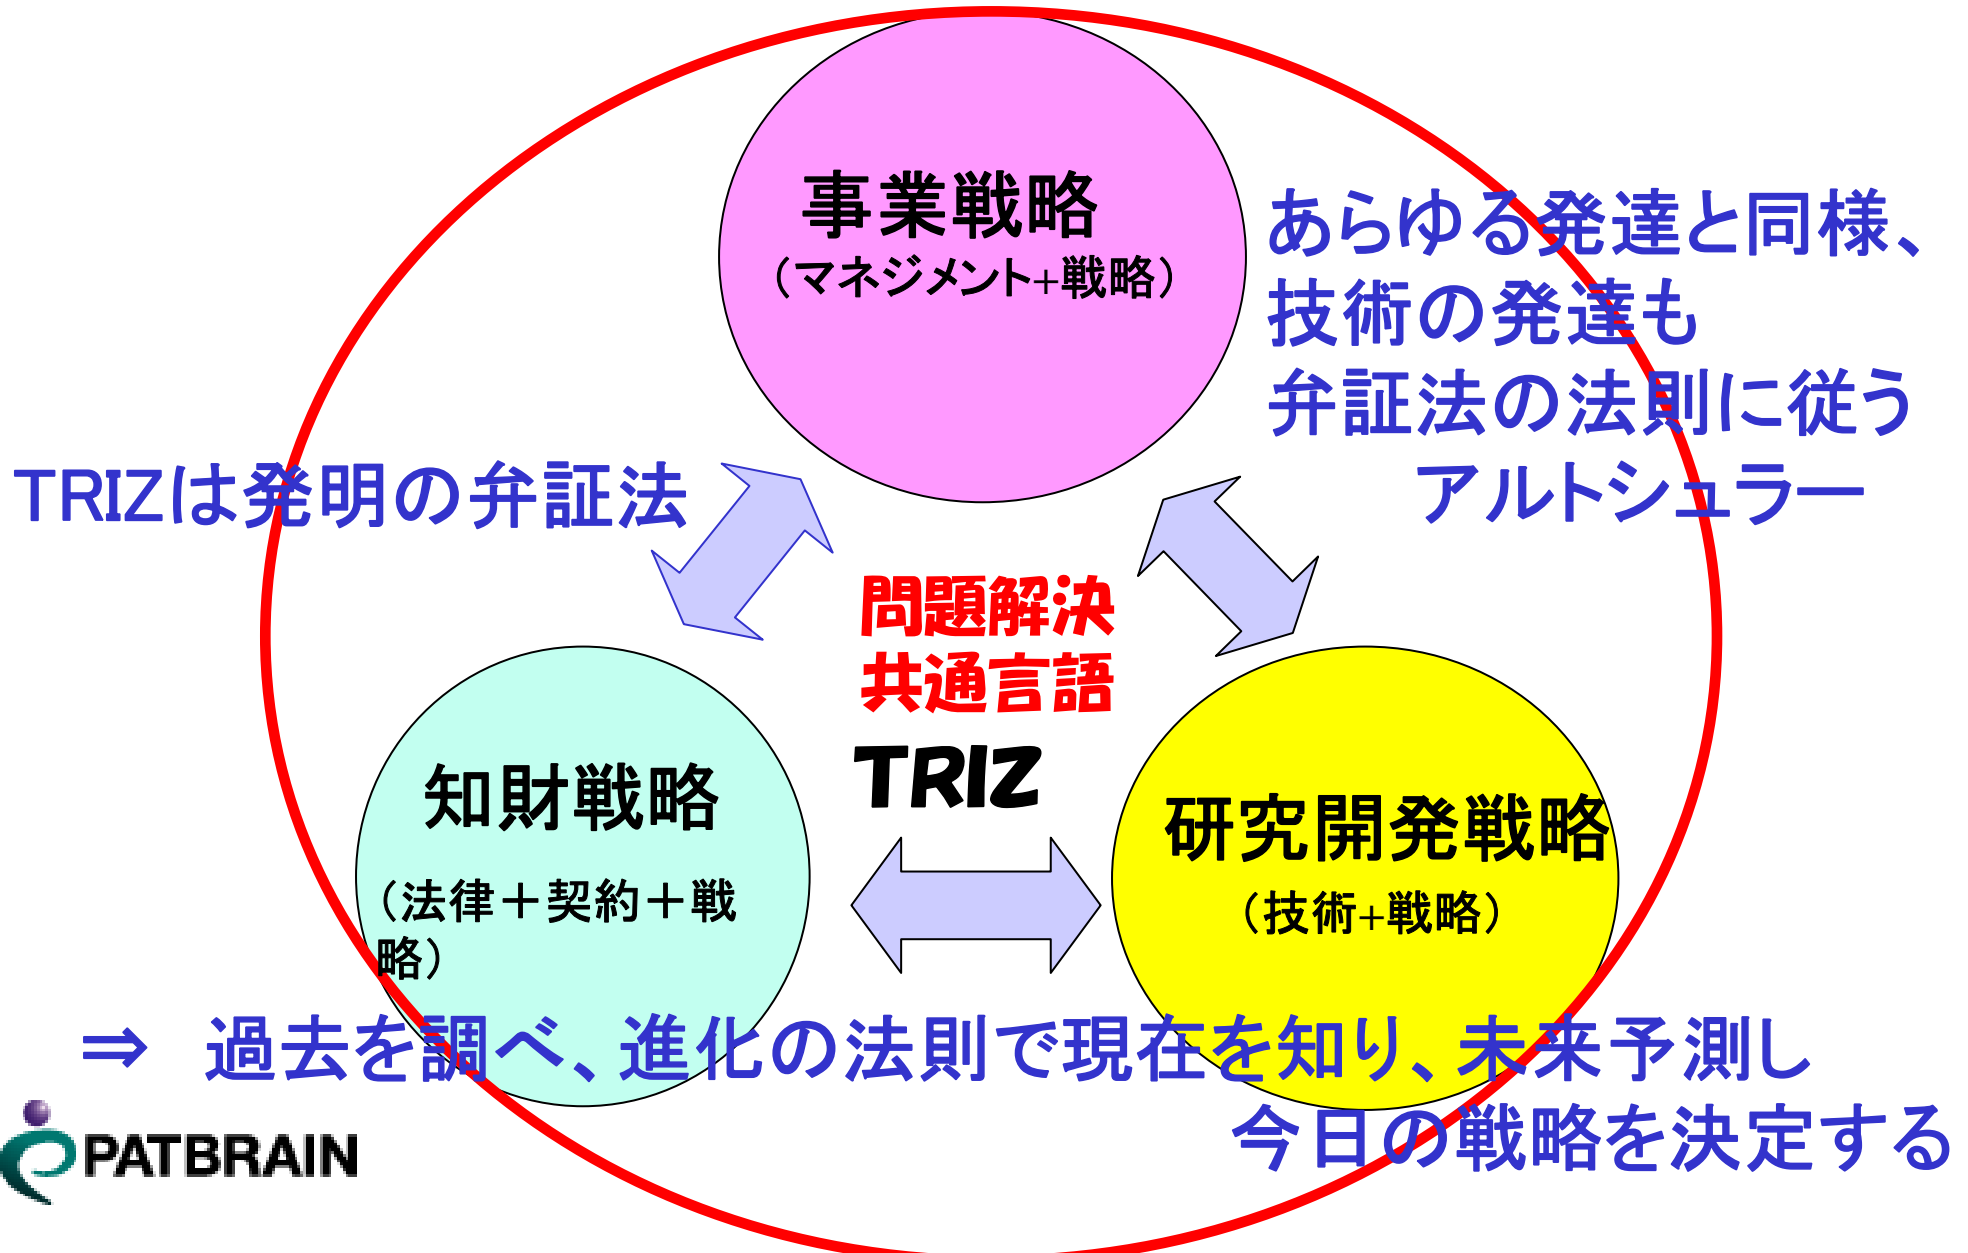 事業戦略
（マネジメント+戦略）
あらゆる発達と同様、
技術の発達も
弁証法の法則に従う
アルトシュラー
TRIZは発明の弁証法
問題解決
共通言語
TRIZ
知財戦略
（法律＋契約＋戦
略）
研究開発戦略
（技術+戦略）
⇒　過去を調べ、進化の法則で現在を知り、未来予測し
今日の戦略を決定する
PATBRAIN